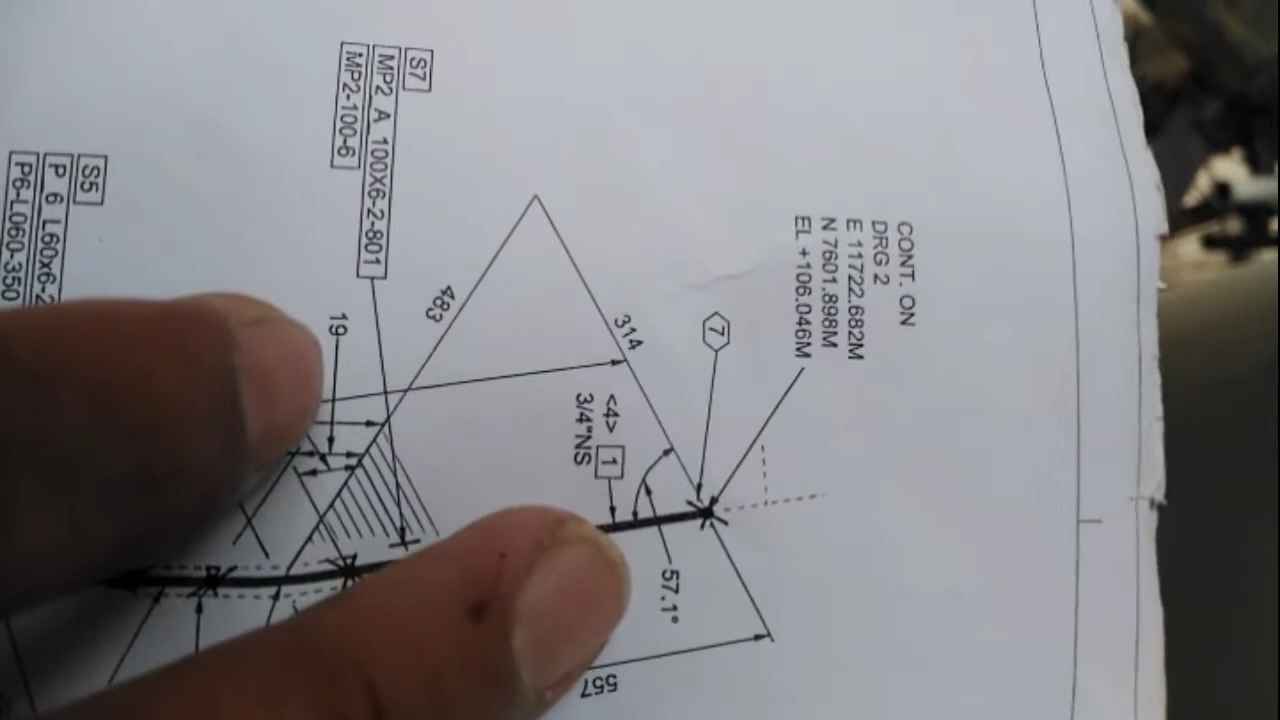 CONT. ON
DRG 2
E 11722.682M
N 7601.898M
EL +106.046M
7
314
<4> 1
3/4"NS
57.1°
557
483
S7
MP2 A 100X6-2-801
MP2-100-6
19
S5
P 6 L60x6-2
P6-L060-350